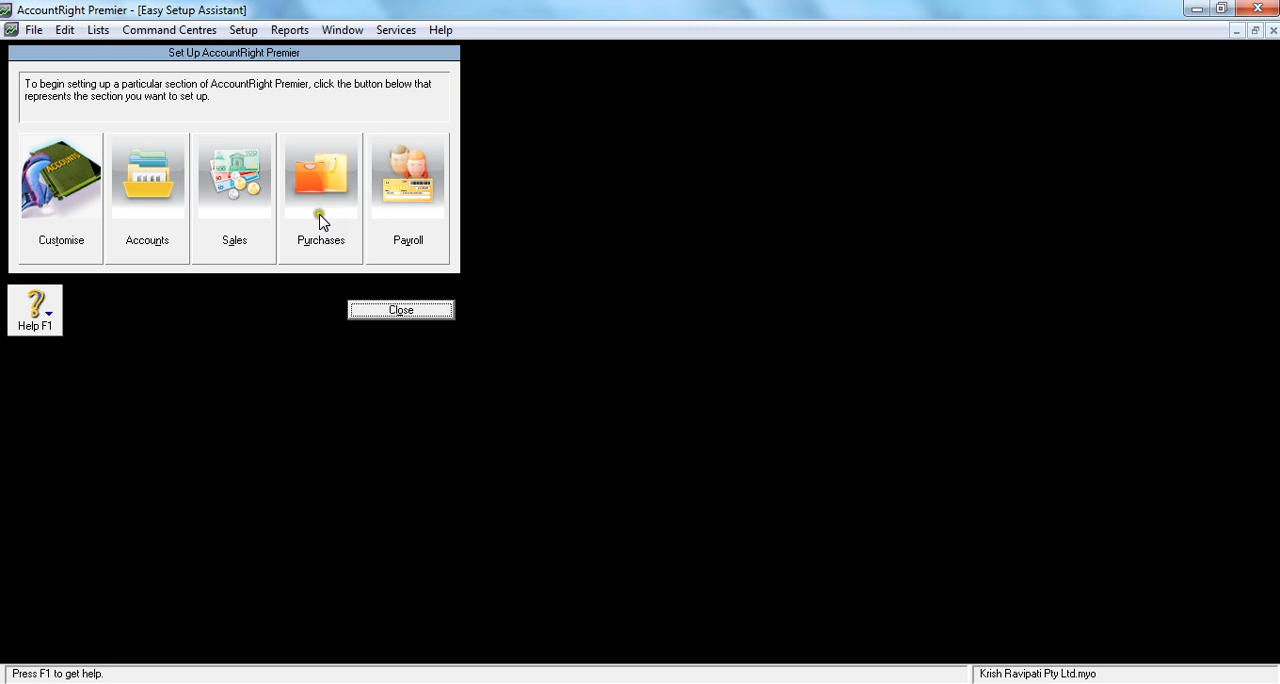 AccountRight Premier - [Easy Setup Assistant]
File Edit Lists Command Centres Setup Reports Window Services Help
Set Up AccountRight Premier
To begin setting up a particular section of AccountRight Premier, click the button below that
represents the section you want to set up.
ACCOUNTS
Customise Accounts Sales Purchases Payroll
Help F1
Close
Press F1 to get help.
Krish Ravipati Pty Ltd.myo